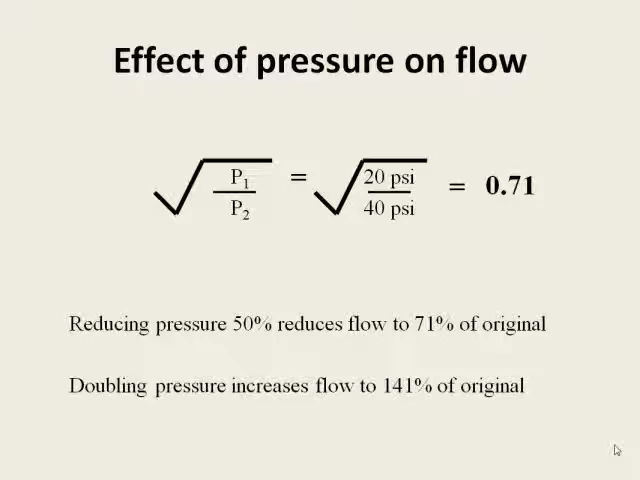 Effect of pressure on flow
√(P₁ / P₂) = √(20 psi / 40 psi) = 0.71
Reducing pressure 50% reduces flow to 71% of original
Doubling pressure increases flow to 141% of original